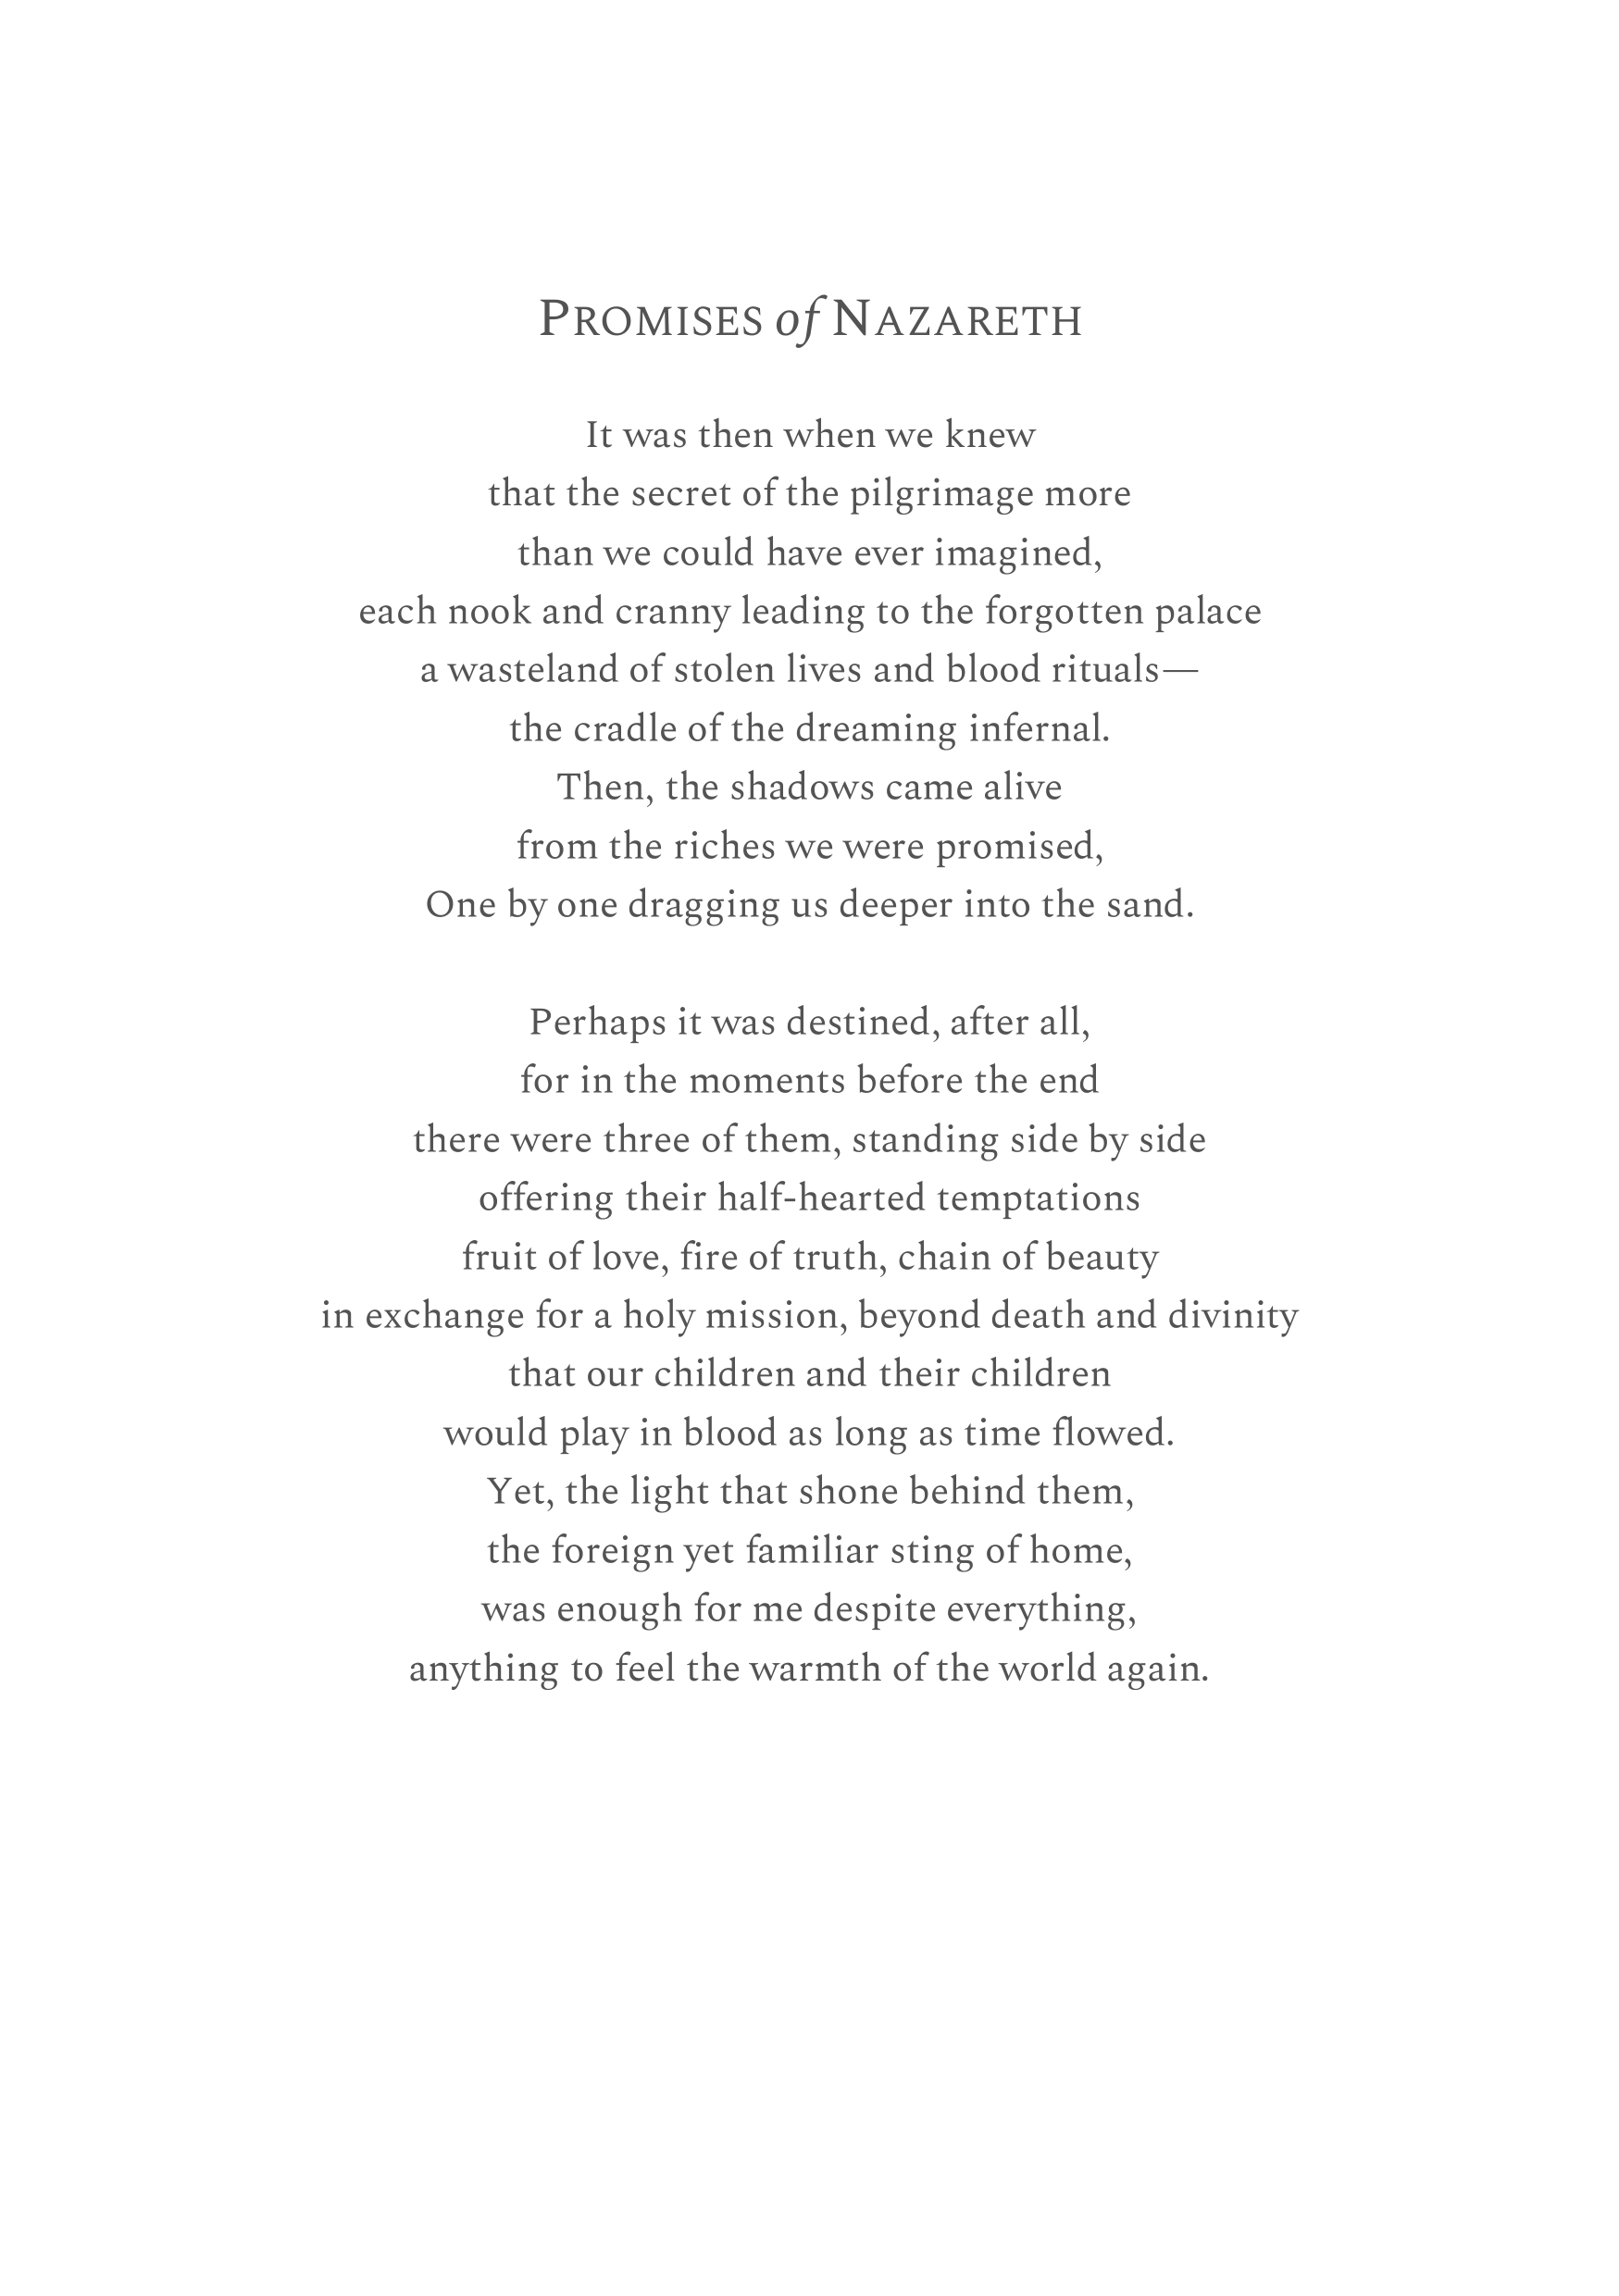 Promises of Nazareth
It was then when we knew
that the secret of the pilgrimage more
than we could have ever imagined,
each nook and cranny leading to the forgotten palace
a wasteland of stolen lives and blood rituals—
the cradle of the dreaming infernal.
Then, the shadows came alive
from the riches we were promised,
One by one dragging us deeper into the sand.
Perhaps it was destined, after all,
for in the moments before the end
there were three of them, standing side by side
offering their half-hearted temptations
fruit of love, fire of truth, chain of beauty
in exchange for a holy mission, beyond death and divinity
that our children and their children
would play in blood as long as time flowed.
Yet, the light that shone behind them,
the foreign yet familiar sting of home,
was enough for me despite everything,
anything to feel the warmth of the world again.